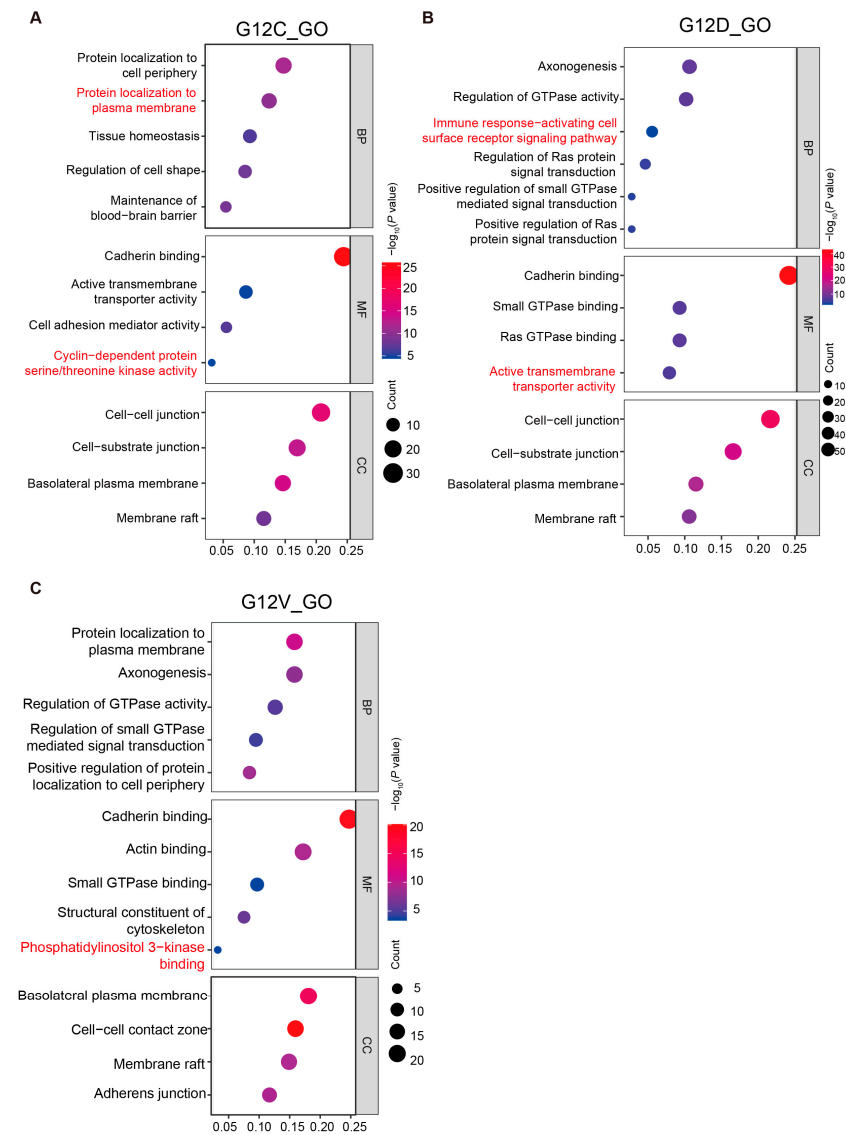 A
G12C_GO
Protein localization to
cell periphery
Protein localization to
plasma membrane
Tissue homeostasis
Regulation of cell shape
Maintenance of
blood−brain barrier
BP
Cadherin binding
Active transmembrane
transporter activity
Cell adhesion mediator activity
Cyclin−dependent protein
serine/threonine kinase activity
MF
Cell−cell junction
Cell−substrate junction
Basolateral plasma membrane
Membrane raft
CC
0.05 0.10 0.15 0.20 0.25
−log10(P value)
25
20
15
10
5
Count
10
20
30
B
G12D_GO
Axonogenesis
Regulation of GTPase activity
Immune response−activating cell
surface receptor signaling pathway
Regulation of Ras protein
signal transduction
Positive regulation of small GTPase
mediated signal transduction
Positive regulation of Ras
protein signal transduction
BP
Cadherin binding
Small GTPase binding
Ras GTPase binding
Active transmembrane
transporter activity
MF
Cell−cell junction
Cell−substrate junction
Basolateral plasma membrane
Membrane raft
CC
0.05 0.10 0.15 0.20 0.25
−log10(P value)
40
30
20
10
Count
10
20
30
40
50
C
G12V_GO
Protein localization to
plasma membrane
Axonogenesis
Regulation of GTPase activity
Regulation of small GTPase
mediated signal transduction
Positive regulation of protein
localization to cell periphery
BP
Cadherin binding
Actin binding
Small GTPase binding
Structural constituent of
cytoskeleton
Phosphatidylinositol 3−kinase
binding
MF
Basolateral plasma membrane
Cell−cell contact zone
Membrane raft
Adherens junction
CC
0.05 0.10 0.15 0.20 0.25
−log10(P value)
20
15
10
5
Count
5
10
15
20